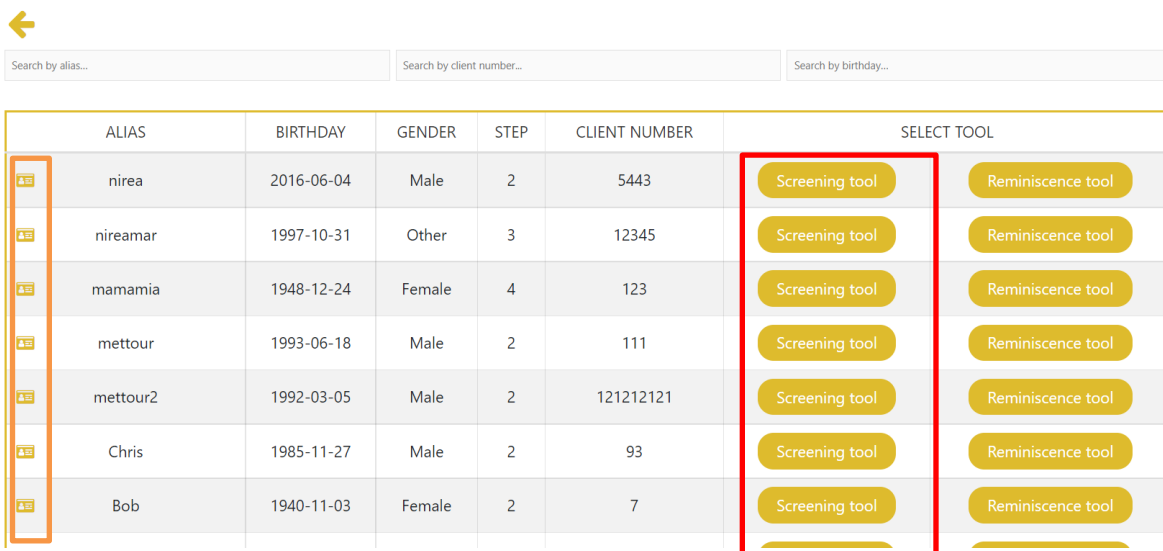 Search by alias... Search by client number... Search by birthday...
ALIAS BIRTHDAY GENDER STEP CLIENT NUMBER SELECT TOOL
nirea 2016-06-04 Male 2 5443 Screening tool Reminiscence tool
nireamar 1997-10-31 Other 3 12345 Screening tool Reminiscence tool
mamamia 1948-12-24 Female 4 123 Screening tool Reminiscence tool
mettour 1993-06-18 Male 2 111 Screening tool Reminiscence tool
mettour2 1992-03-05 Male 2 121212121 Screening tool Reminiscence tool
Chris 1985-11-27 Male 2 93 Screening tool Reminiscence tool
Bob 1940-11-03 Female 2 7 Screening tool Reminiscence tool